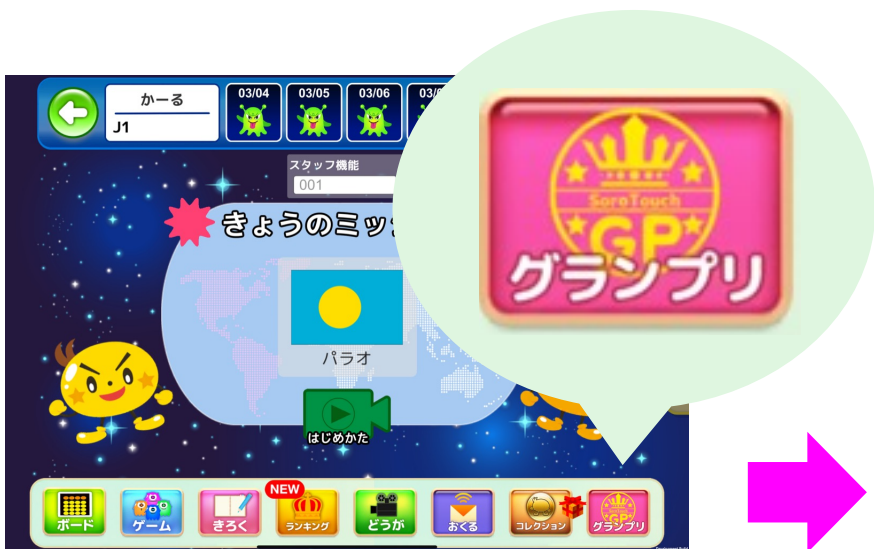 かーる
J1
03/04
03/05
03/06
スタッフ機能
001
きょうのミッ
パラオ
はじめかた
SoroTouch
GP
グランプリ
ボード
ゲーム
きろく
NEW
ランキング
どうが
おくる
コレクション
GP
グランプリ